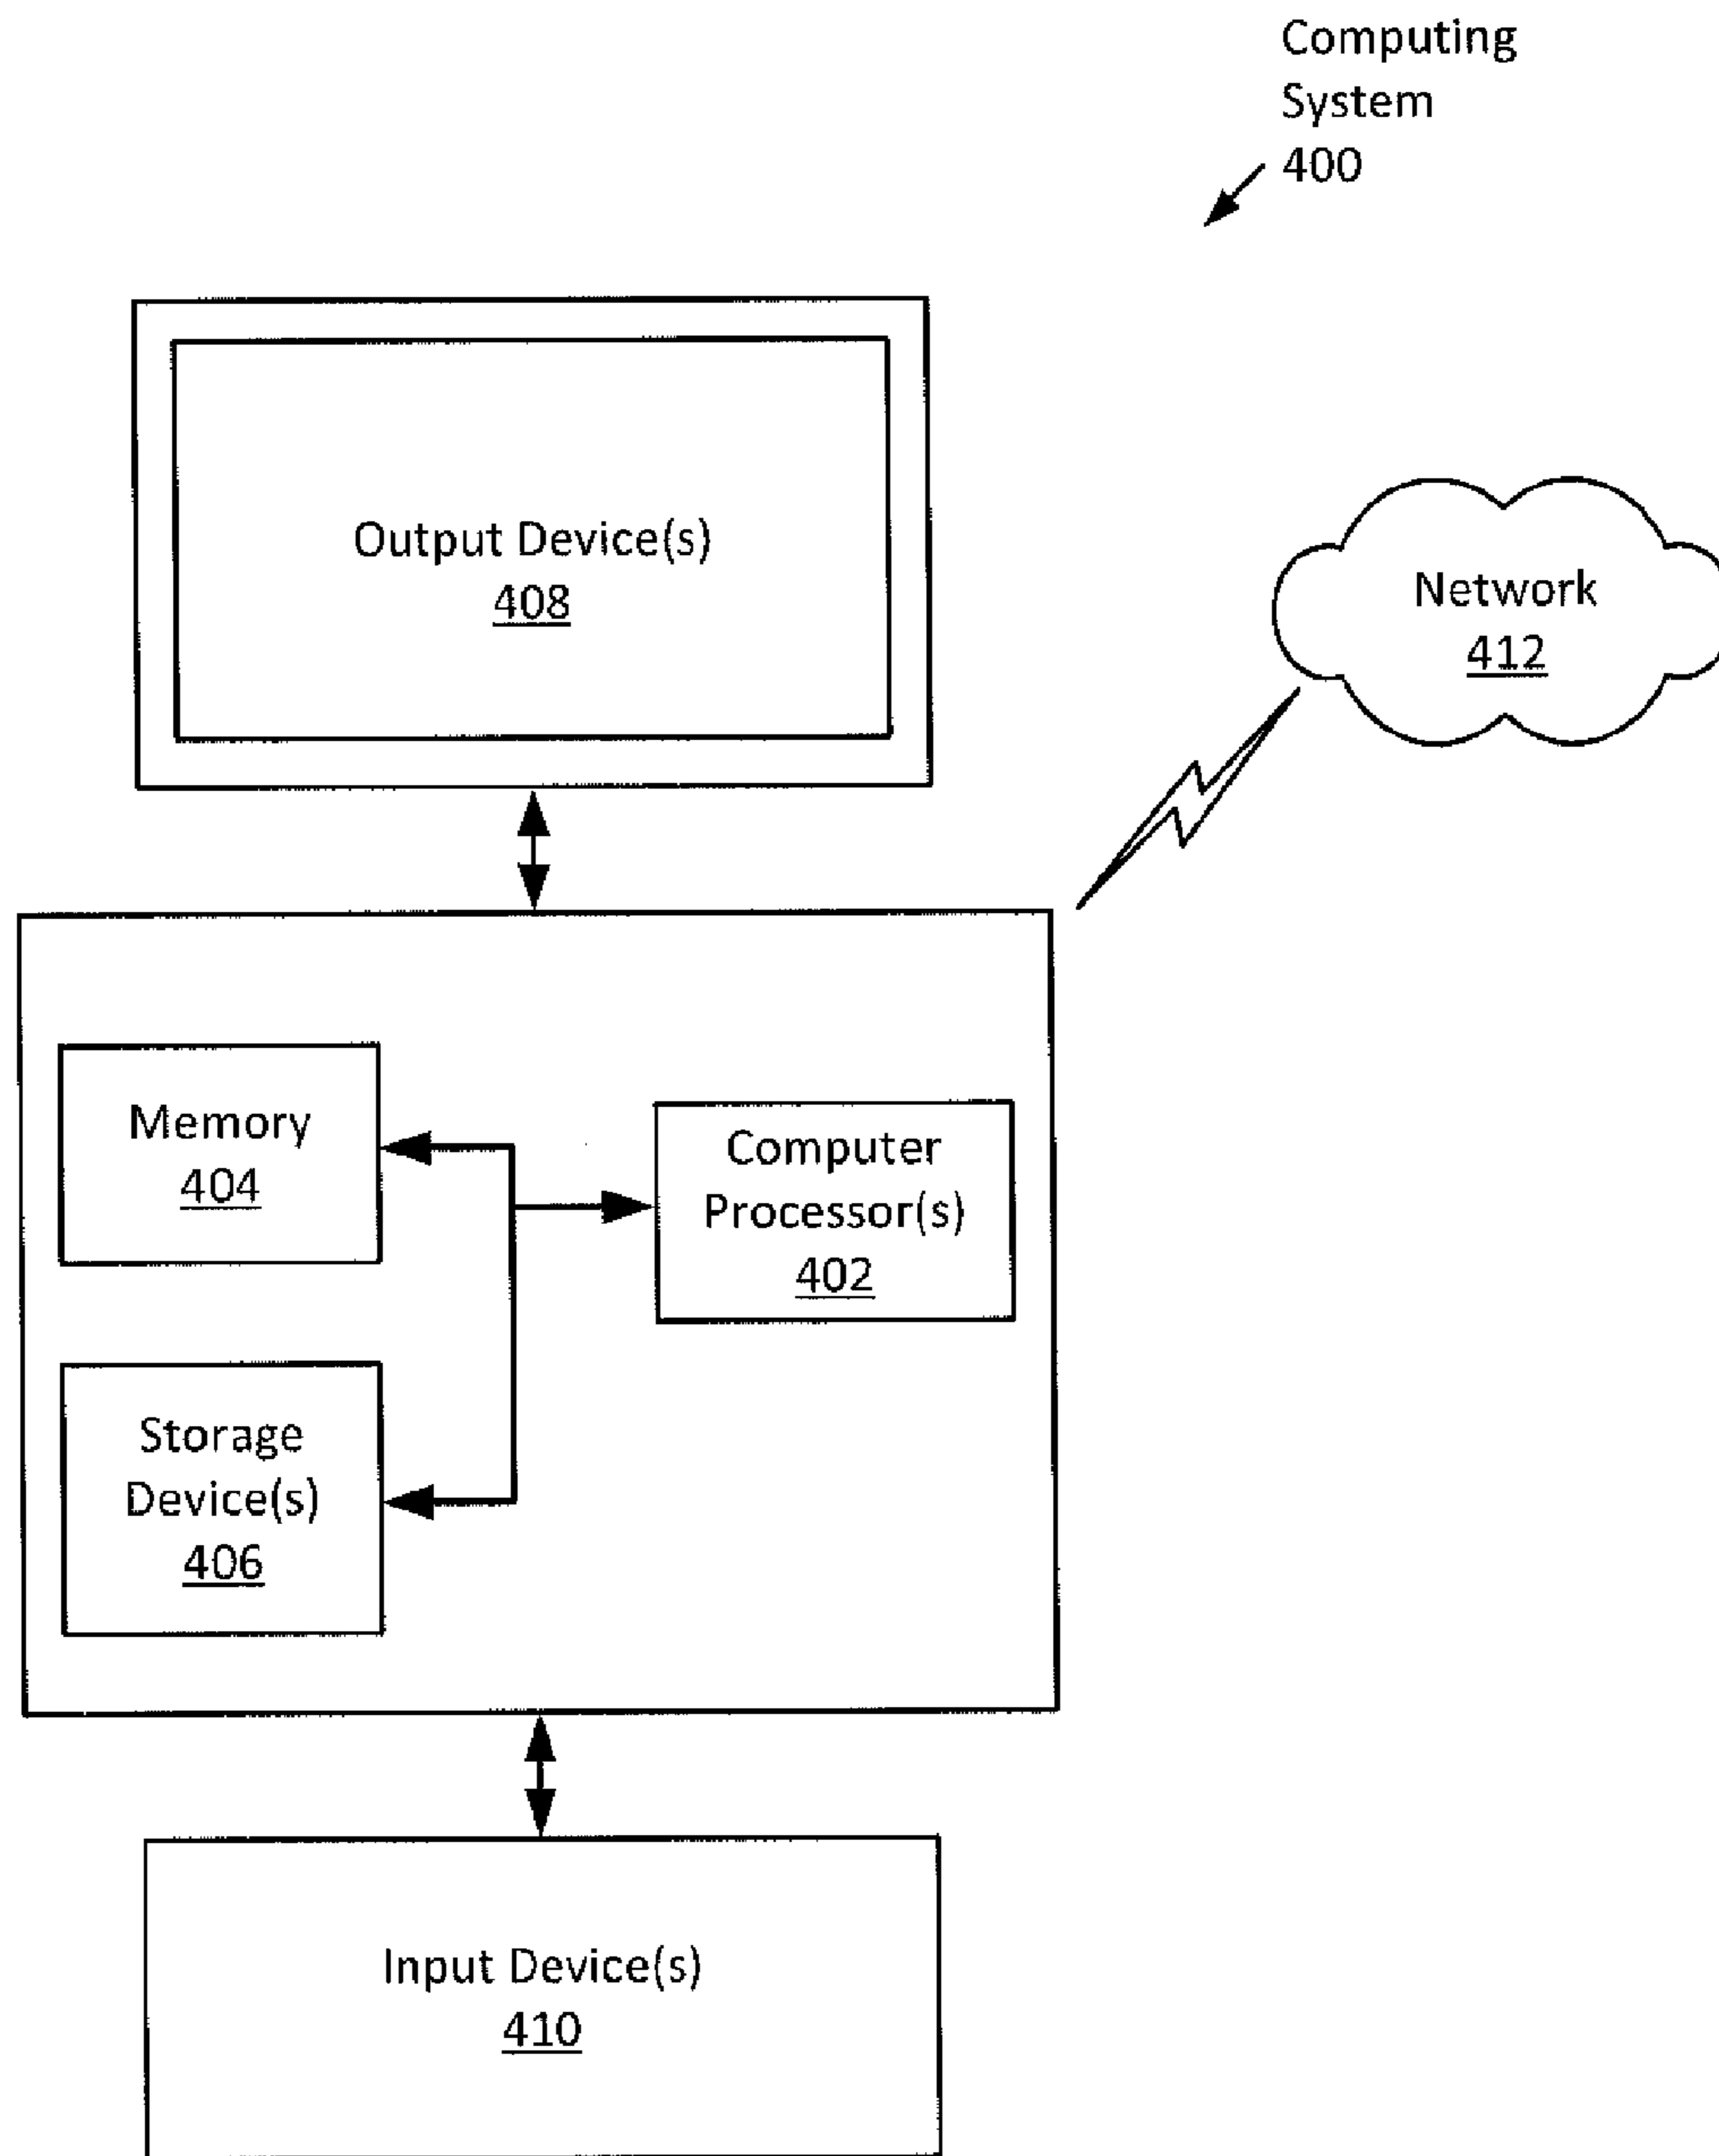 Computing
System
400
Output Device(s)
408
Network
412
Memory
404
Computer
Processor(s)
402
Storage
Device(s)
406
Input Device(s)
410